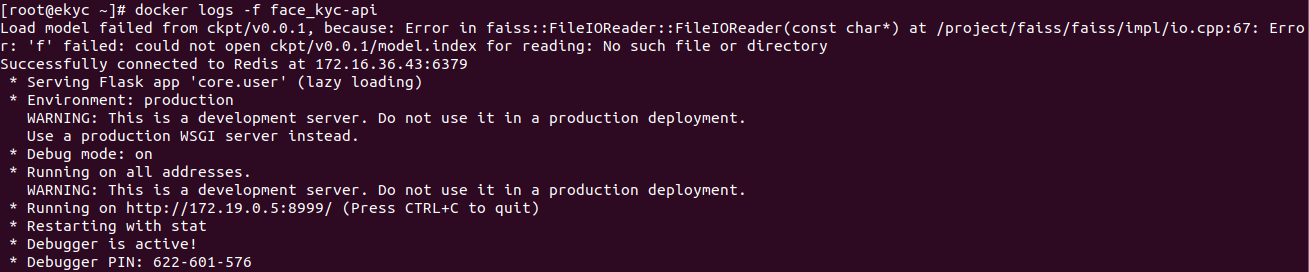 [root@ekyc ~]# docker logs -f face_kyc-api
Load model failed from ckpt/v0.0.1, because: Error in faiss::FileIOReader::FileIOReader(const char*) at /project/faiss/faiss/impl/io.cpp:67: Erro
r: 'f' failed: could not open ckpt/v0.0.1/model.index for reading: No such file or directory
Successfully connected to Redis at 172.16.36.43:6379
 * Serving Flask app 'core.user' (lazy loading)
 * Environment: production
   WARNING: This is a development server. Do not use it in a production deployment.
   Use a production WSGI server instead.
 * Debug mode: on
 * Running on all addresses.
   WARNING: This is a development server. Do not use it in a production deployment.
 * Running on http://172.19.0.5:8999/ (Press CTRL+C to quit)
 * Restarting with stat
 * Debugger is active!
 * Debugger PIN: 622-601-576